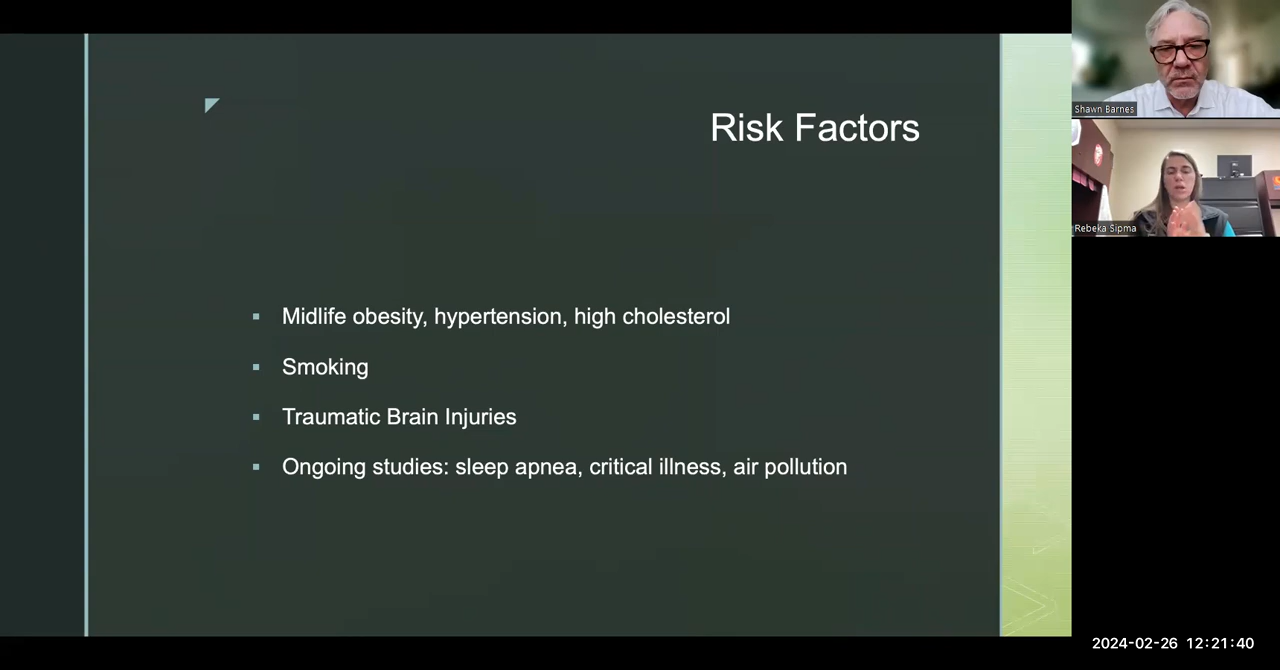 Risk Factors
▪ Midlife obesity, hypertension, high cholesterol
▪ Smoking
▪ Traumatic Brain Injuries
▪ Ongoing studies: sleep apnea, critical illness, air pollution
Shawn Barnes
Rebeka Sipma
2024-02-26 12:21:40